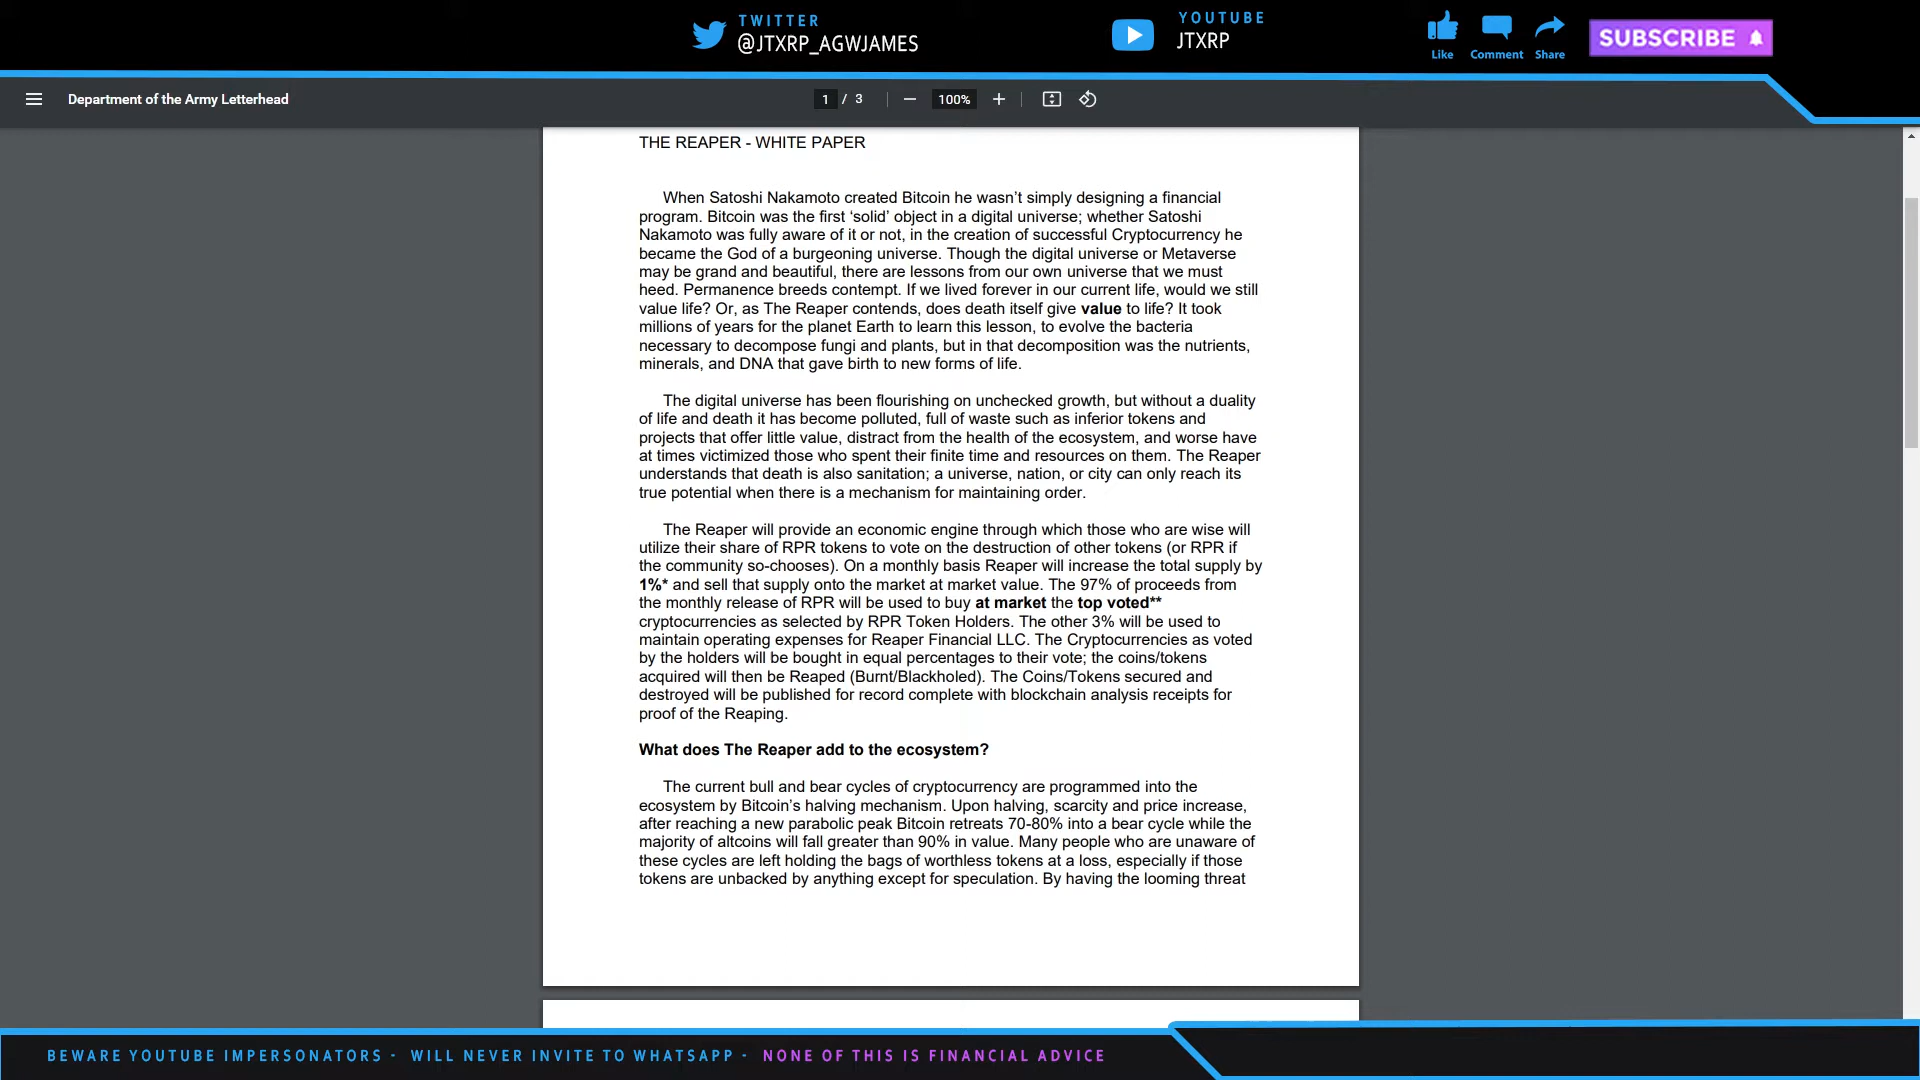 TWITTER
@JTXRP_AGWJAMES
YOUTUBE
JTXRP
Like
Comment
Share
SUBSCRIBE
Department of the Army Letterhead
1 / 3
100%
THE REAPER - WHITE PAPER
When Satoshi Nakamoto created Bitcoin he wasn’t simply designing a financial
program. Bitcoin was the first ‘solid’ object in a digital universe; whether Satoshi
Nakamoto was fully aware of it or not, in the creation of successful Cryptocurrency he
became the God of a burgeoning universe. Though the digital universe or Metaverse
may be grand and beautiful, there are lessons from our own universe that we must
heed. Permanence breeds contempt. If we lived forever in our current life, would we still
value life? Or, as The Reaper contends, does death itself give value to life? It took
millions of years for the planet Earth to learn this lesson, to evolve the bacteria
necessary to decompose fungi and plants, but in that decomposition was the nutrients,
minerals, and DNA that gave birth to new forms of life.
The digital universe has been flourishing on unchecked growth, but without a duality
of life and death it has become polluted, full of waste such as inferior tokens and
projects that offer little value, distract from the health of the ecosystem, and worse have
at times victimized those who spent their finite time and resources on them. The Reaper
understands that death is also sanitation; a universe, nation, or city can only reach its
true potential when there is a mechanism for maintaining order.
The Reaper will provide an economic engine through which those who are wise will
utilize their share of RPR tokens to vote on the destruction of other tokens (or RPR if
the community so-chooses). On a monthly basis Reaper will increase the total supply by
1%* and sell that supply onto the market at market value. The 97% of proceeds from
the monthly release of RPR will be used to buy at market the top voted**
cryptocurrencies as selected by RPR Token Holders. The other 3% will be used to
maintain operating expenses for Reaper Financial LLC. The Cryptocurrencies as voted
by the holders will be bought in equal percentages to their vote; the coins/tokens
acquired will then be Reaped (Burnt/Blackholed). The Coins/Tokens secured and
destroyed will be published for record complete with blockchain analysis receipts for
proof of the Reaping.
What does The Reaper add to the ecosystem?
The current bull and bear cycles of cryptocurrency are programmed into the
ecosystem by Bitcoin’s halving mechanism. Upon halving, scarcity and price increase,
after reaching a new parabolic peak Bitcoin retreats 70-80% into a bear cycle while the
majority of altcoins will fall greater than 90% in value. Many people who are unaware of
these cycles are left holding the bags of worthless tokens at a loss, especially if those
tokens are unbacked by anything except for speculation. By having the looming threat
BEWARE YOUTUBE IMPERSONATORS - WILL NEVER INVITE TO WHATSAPP - NONE OF THIS IS FINANCIAL ADVICE